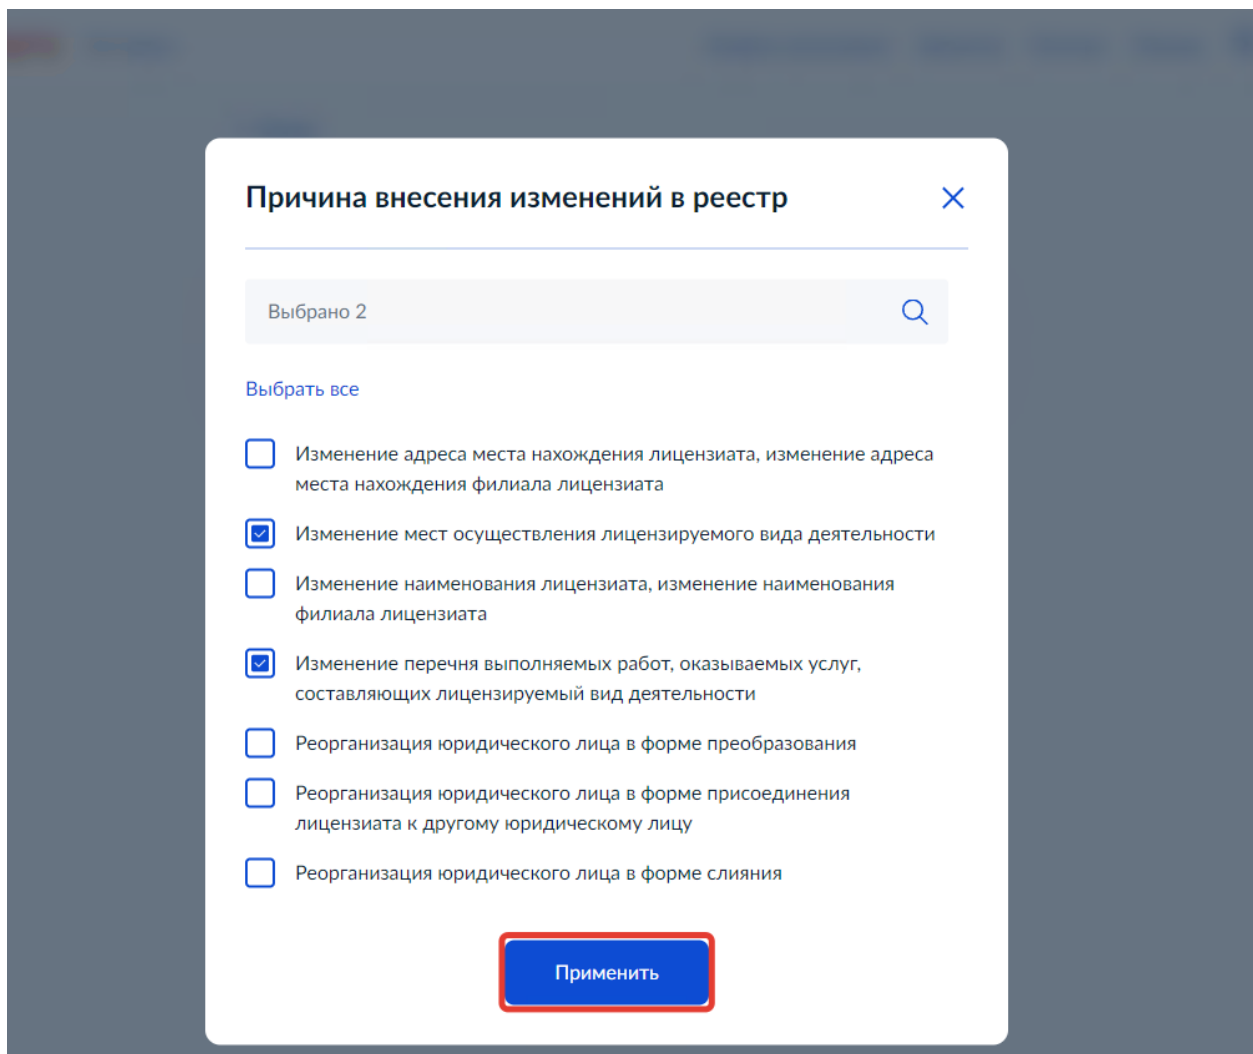 Причина внесения изменений в реестр
Выбрано 2
Выбрать все
Изменение адреса места нахождения лицензиата, изменение адреса
места нахождения филиала лицензиата
Изменение мест осуществления лицензируемого вида деятельности
Изменение наименования лицензиата, изменение наименования
филиала лицензиата
Изменение перечня выполняемых работ, оказываемых услуг,
составляющих лицензируемый вид деятельности
Реорганизация юридического лица в форме преобразования
Реорганизация юридического лица в форме присоединения
лицензиата к другому юридическому лицу
Реорганизация юридического лица в форме слияния
Применить